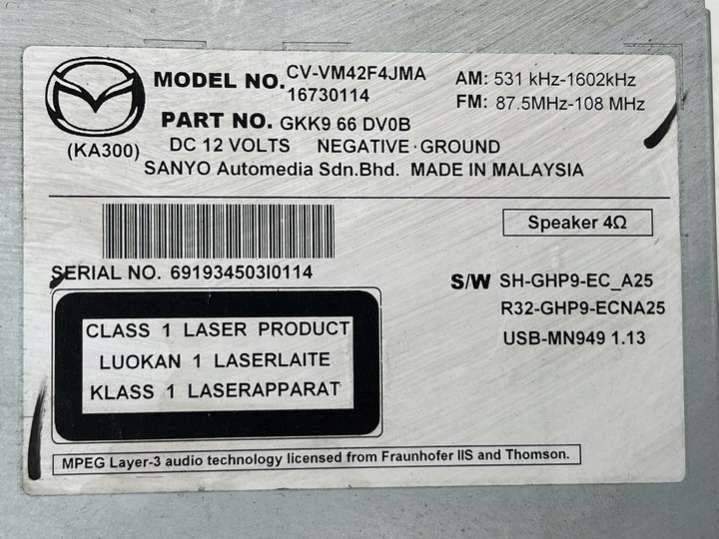 MODEL NO. CV-VM42F4JMA
16730114
AM: 531 kHz-1602kHz
FM: 87.5MHz-108 MHz
PART NO. GKK9 66 DV0B
(KA300)
DC 12 VOLTS NEGATIVE·GROUND
SANYO Automedia Sdn.Bhd. MADE IN MALAYSIA
Speaker 4Ω
SERIAL NO. 691934503I0114
S/W SH-GHP9-EC_A25
R32-GHP9-ECNA25
USB-MN949 1.13
CLASS 1 LASER PRODUCT
LUOKAN 1 LASERLAITE
KLASS 1 LASERAPPARAT
MPEG Layer-3 audio technology licensed from Fraunhofer IIS and Thomson.